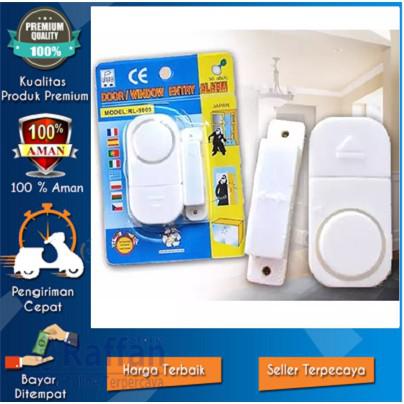 PREMIUM
QUALITY
100%
Kualitas
Produk Premium
100%
AMAN
100 % Aman
Pengiriman
Cepat
Bayar
Ditempat
CE
DOOR / WINDOW ENTRY ALARM
MODEL:RL-9805
JAPAN
Raffan
Terpercaya
Harga Terbaik
Seller Terpecaya